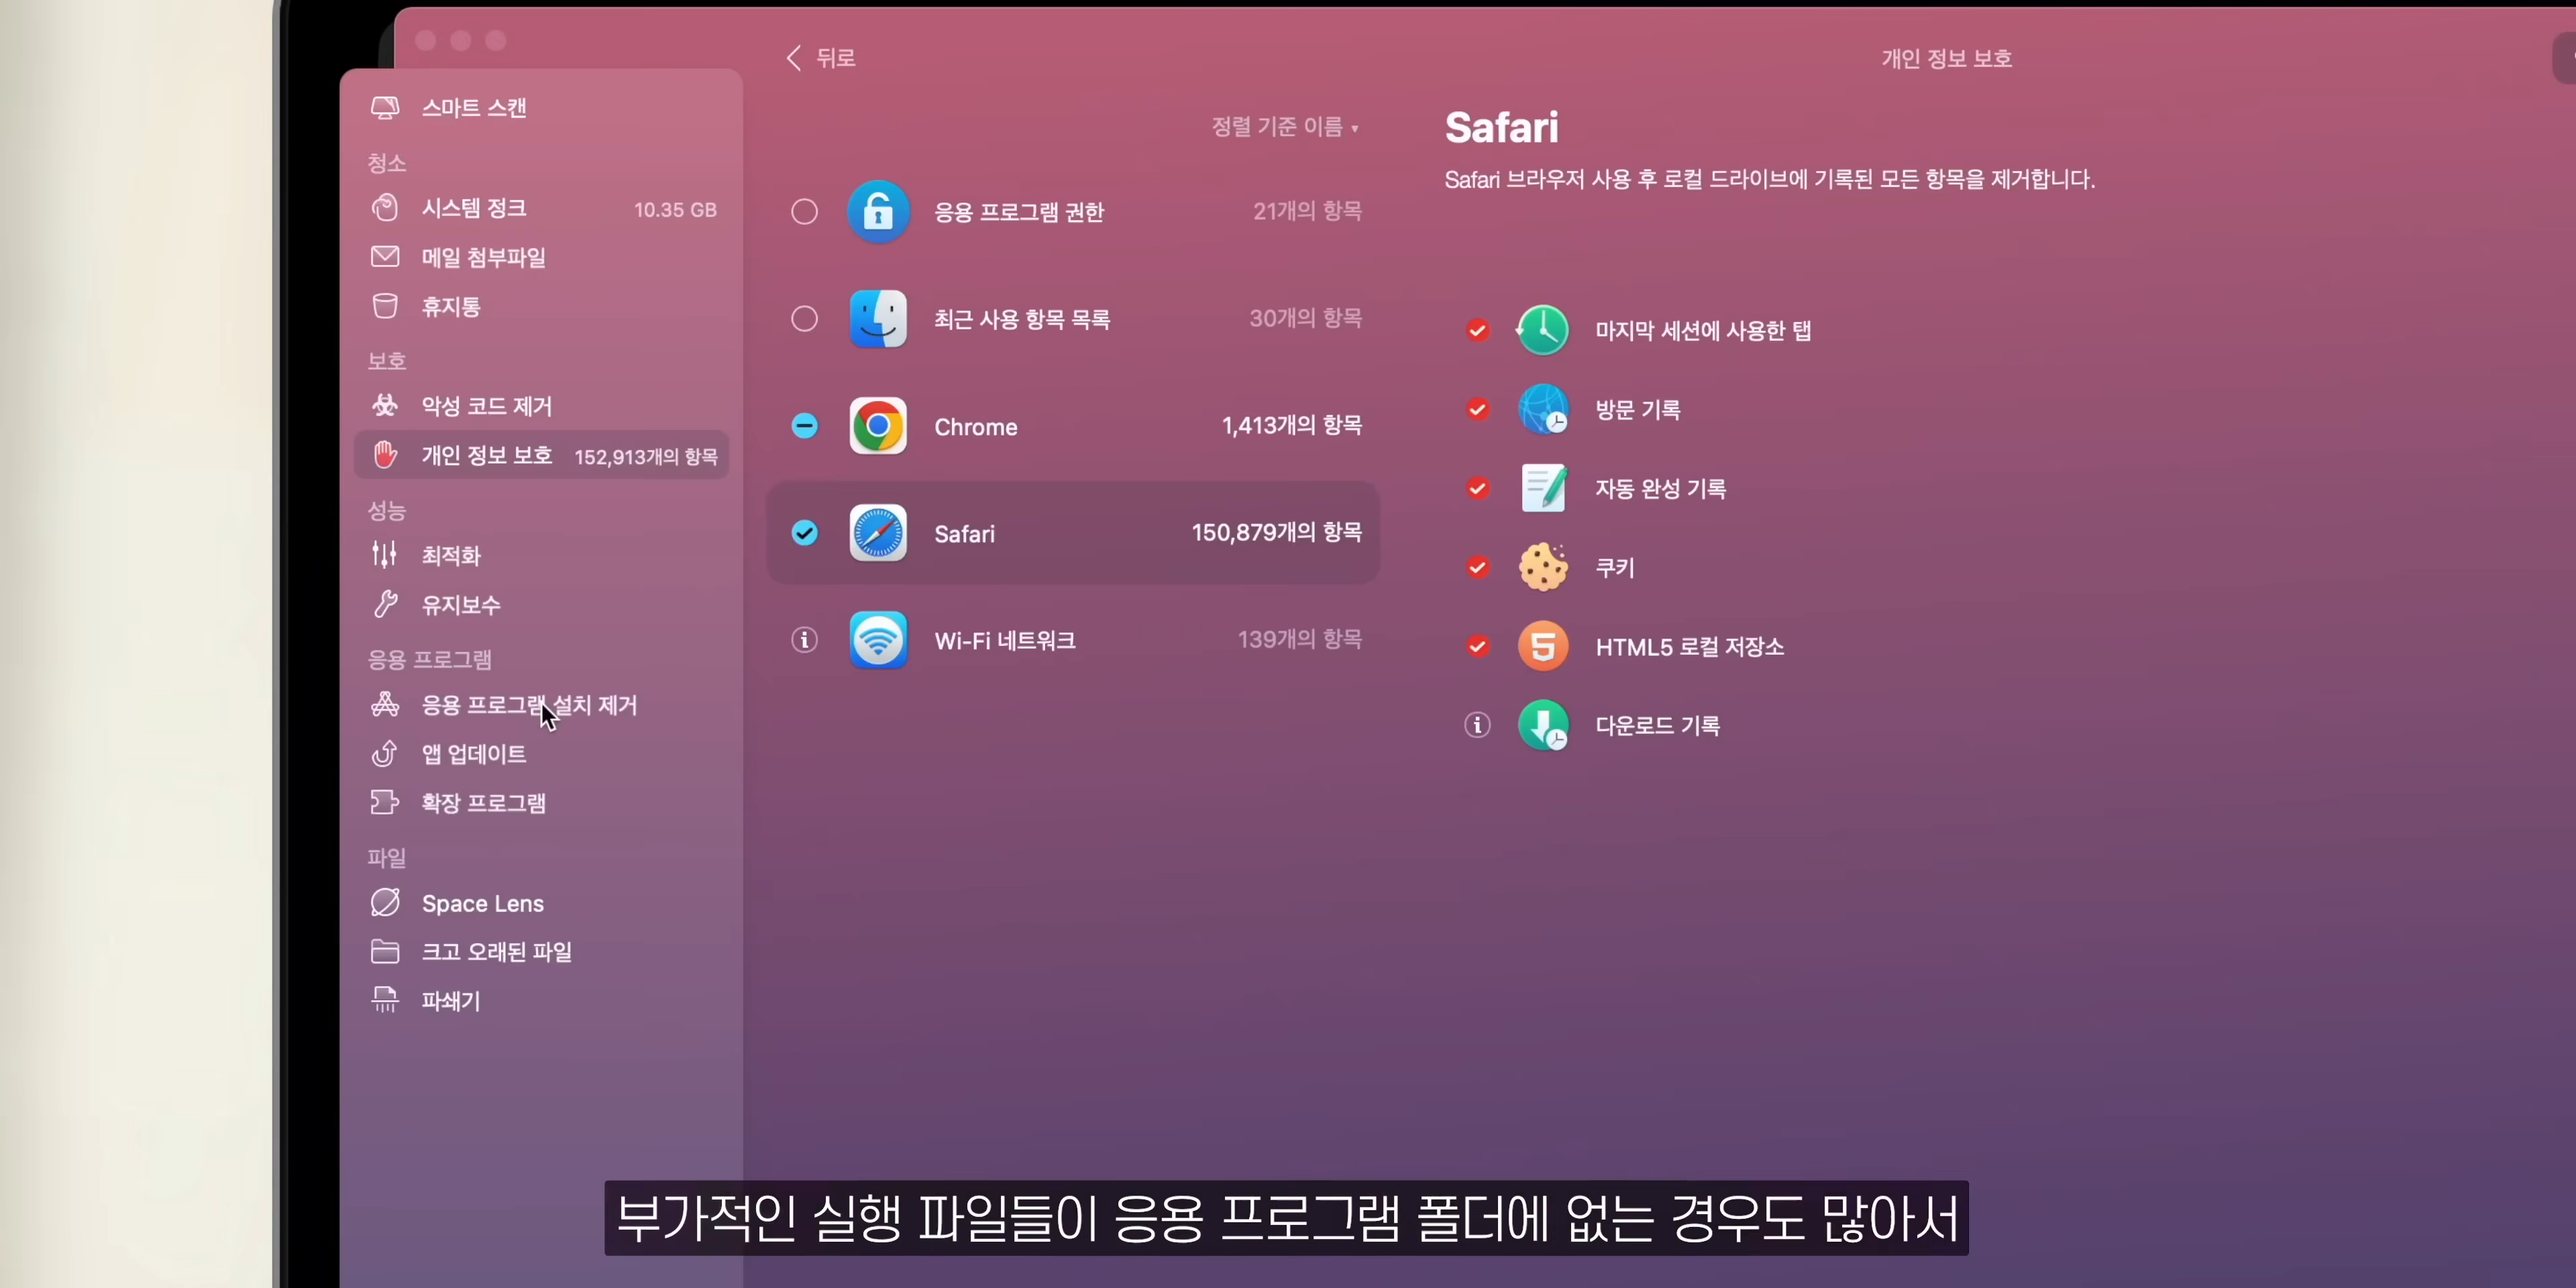 스마트 스캔
청소
시스템 정크 10.35 GB
메일 첨부파일
휴지통
보호
악성 코드 제거
개인 정보 보호 152,913개의 항목
성능
최적화
유지보수
응용 프로그램
응용 프로그램 설치 제거
앱 업데이트
확장 프로그램
파일
Space Lens
크고 오래된 파일
파쇄기
뒤로
정렬 기준 이름
응용 프로그램 권한 21개의 항목
최근 사용 항목 목록 30개의 항목
Chrome 1,413개의 항목
Safari 150,879개의 항목
Wi-Fi 네트워크 139개의 항목
개인 정보 보호
Safari
Safari 브라우저 사용 후 로컬 드라이브에 기록된 모든 항목을 제거합니다.
마지막 세션에 사용한 탭
방문 기록
자동 완성 기록
쿠키
HTML5 로컬 저장소
다운로드 기록
부가적인 실행 파일들이 응용 프로그램 폴더에 없는 경우도 많아서